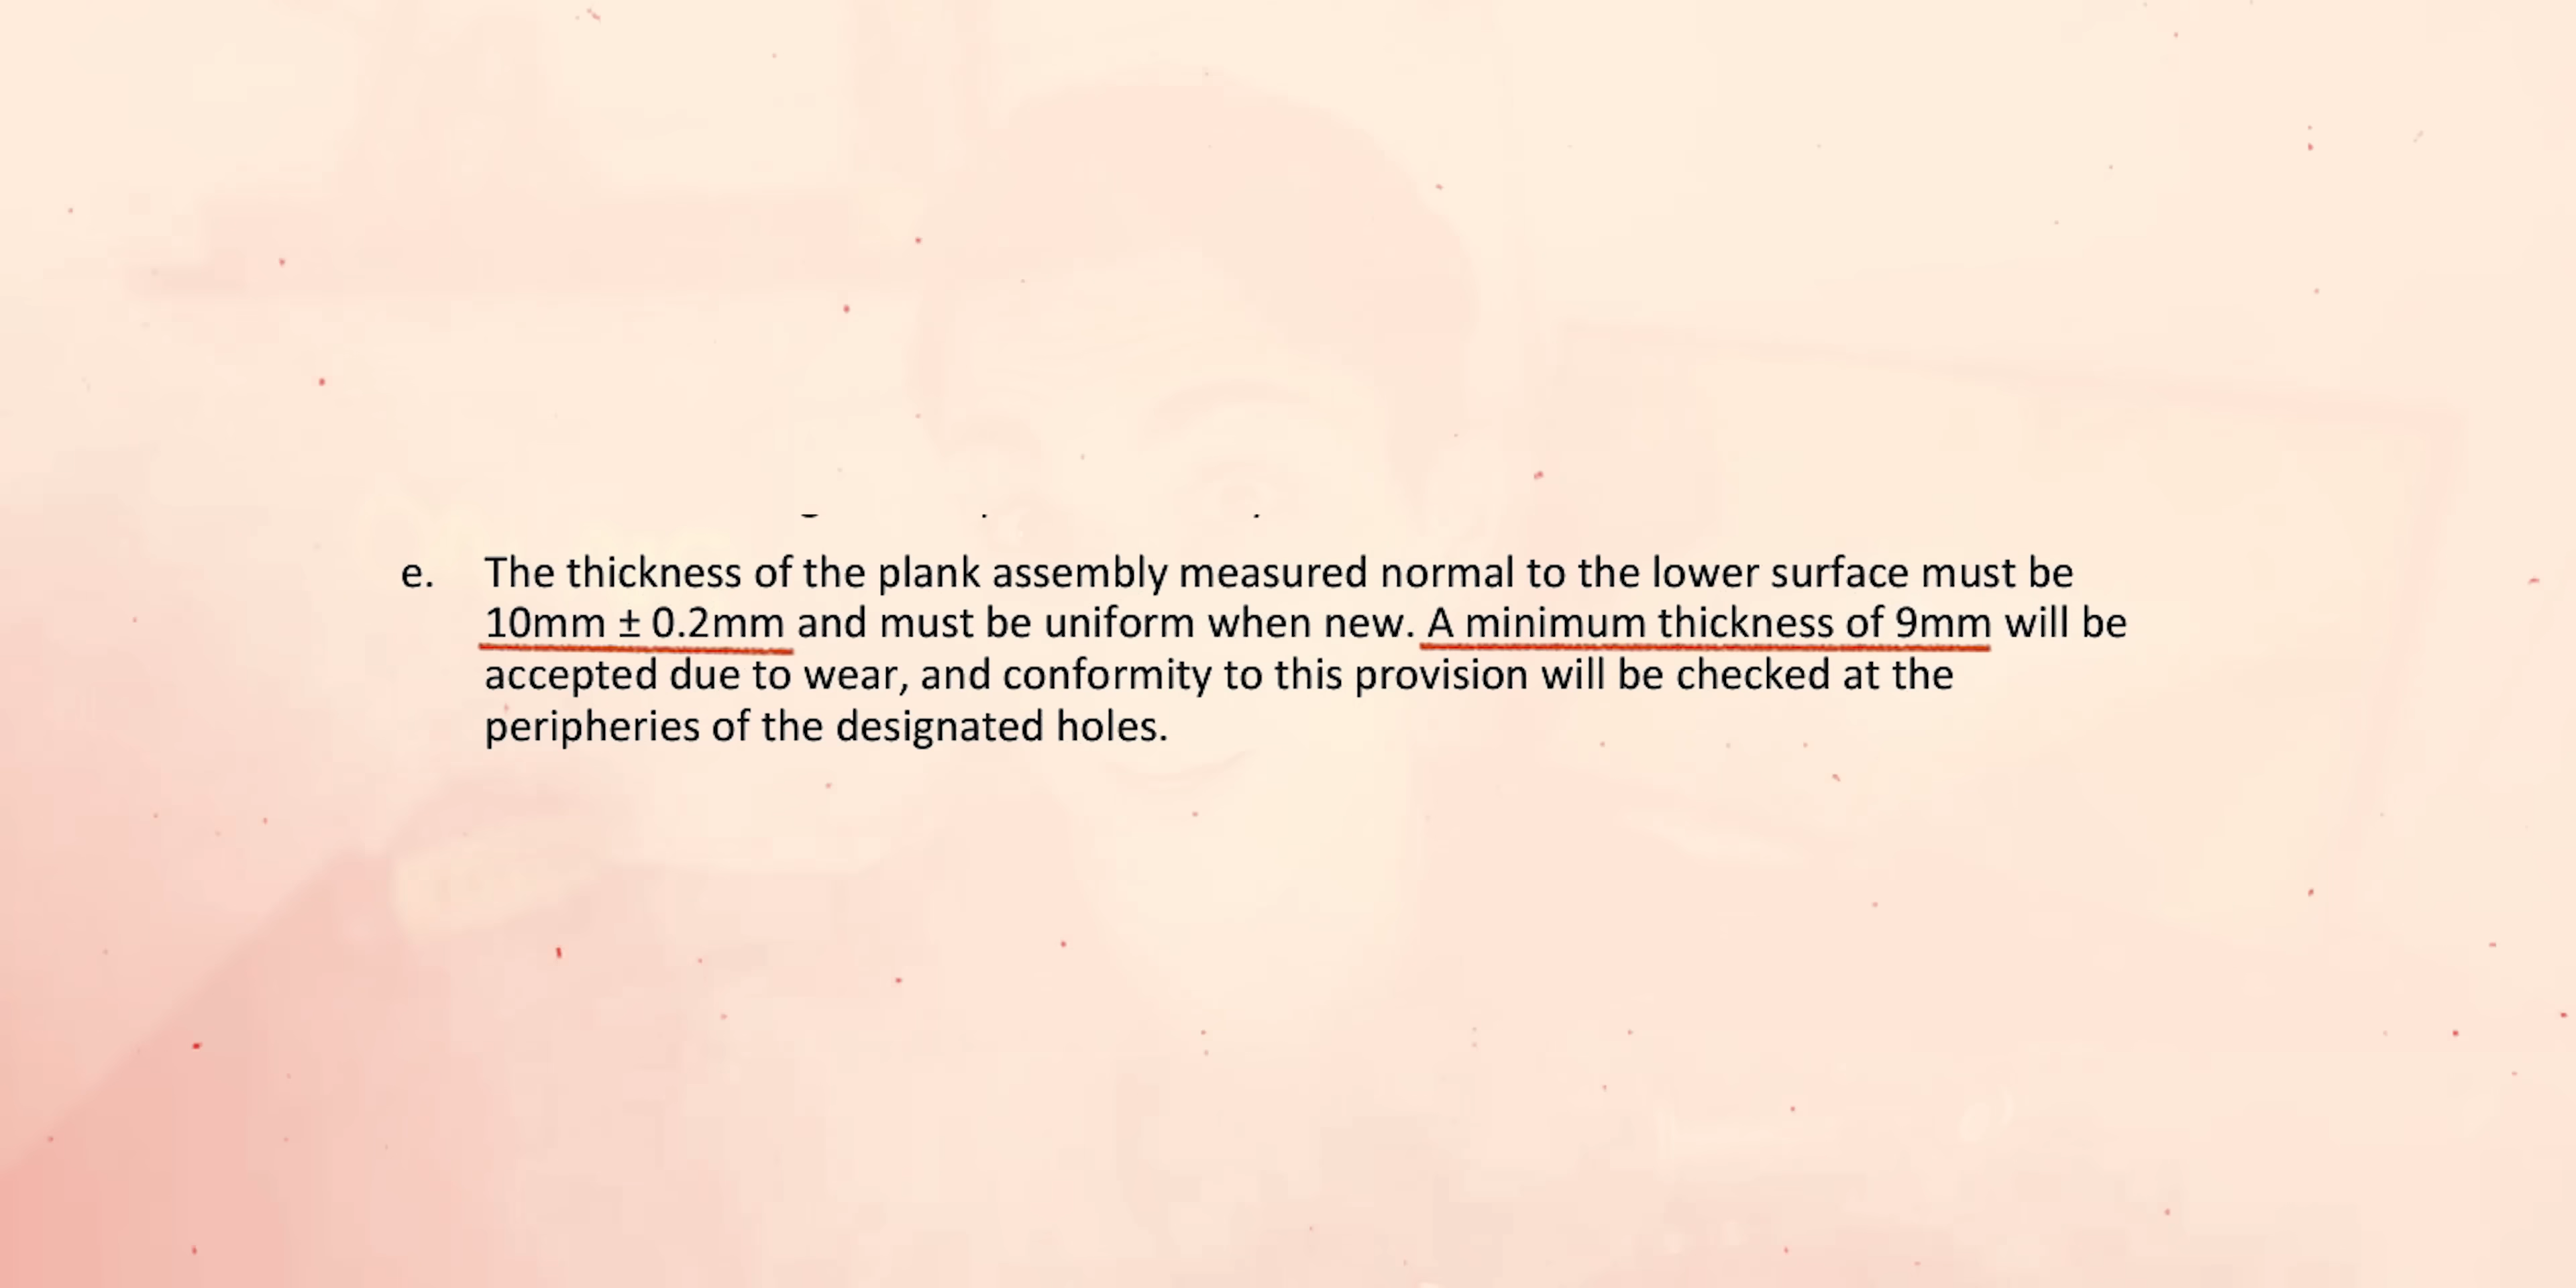 e. The thickness of the plank assembly measured normal to the lower surface must be
10mm ± 0.2mm and must be uniform when new. A minimum thickness of 9mm will be
accepted due to wear, and conformity to this provision will be checked at the
peripheries of the designated holes.